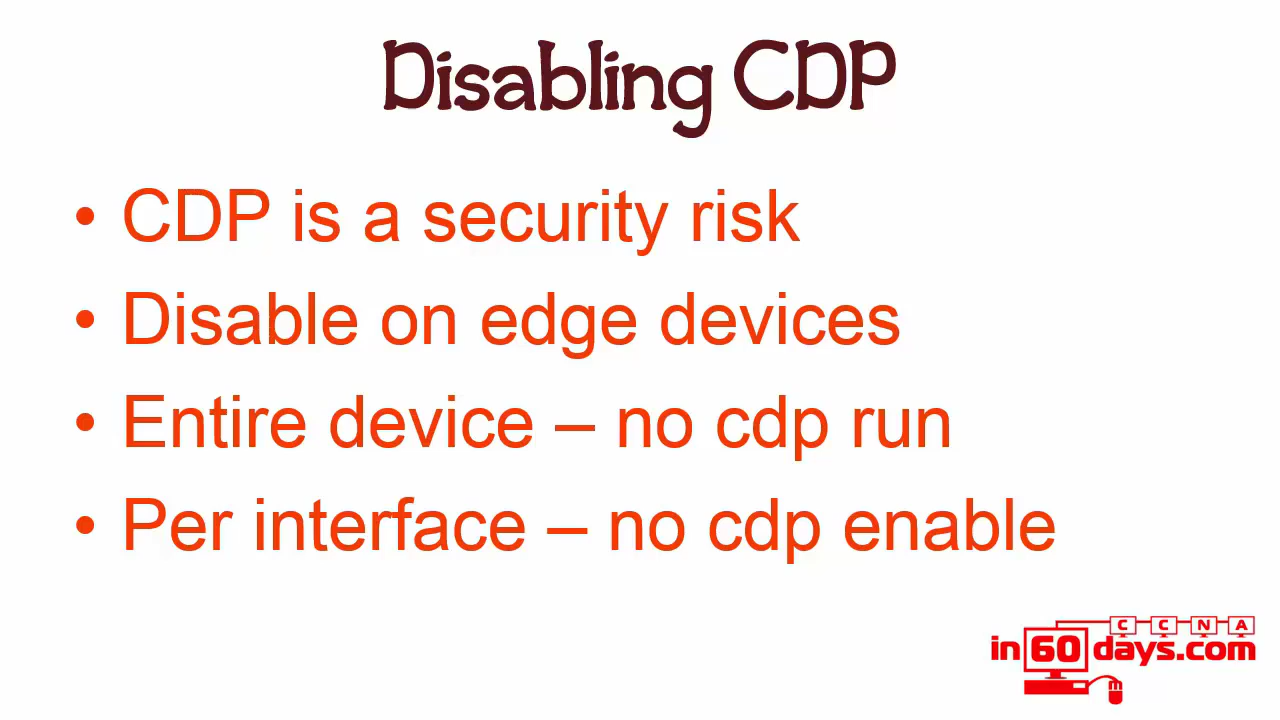 Disabling CDP
• CDP is a security risk
• Disable on edge devices
• Entire device – no cdp run
• Per interface – no cdp enable
CCNA
in60days.com